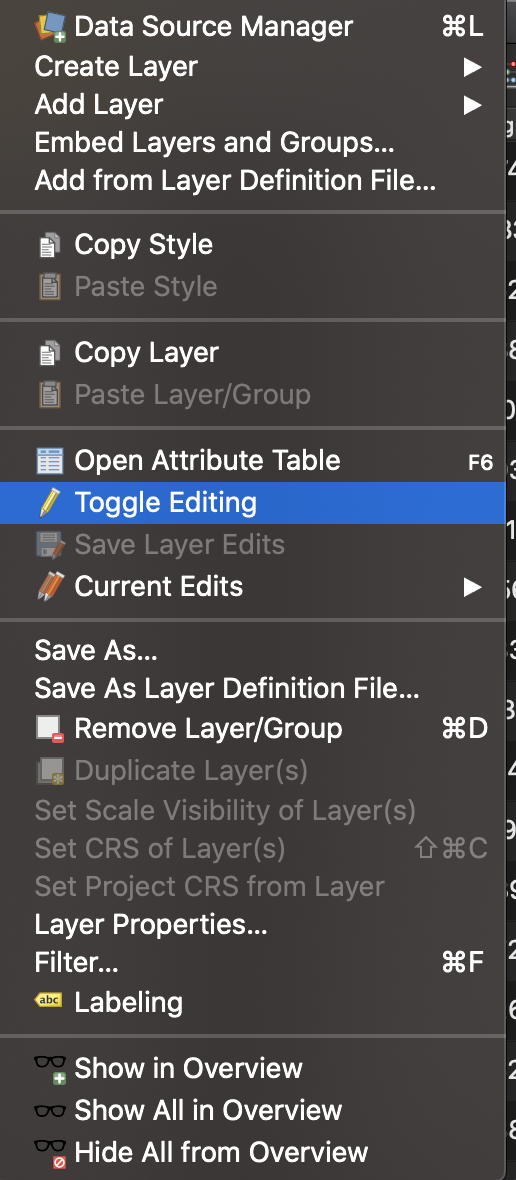 Data Source Manager ⌘L
Create Layer ▶
Add Layer ▶
Embed Layers and Groups...
Add from Layer Definition File...
Copy Style
Paste Style
Copy Layer
Paste Layer/Group
Open Attribute Table F6
Toggle Editing
Save Layer Edits
Current Edits ▶
Save As...
Save As Layer Definition File...
Remove Layer/Group ⌘D
Duplicate Layer(s)
Set Scale Visibility of Layer(s)
Set CRS of Layer(s) ⇧⌘C
Set Project CRS from Layer
Layer Properties...
Filter... ⌘F
abc Labeling
Show in Overview
Show All in Overview
Hide All from Overview